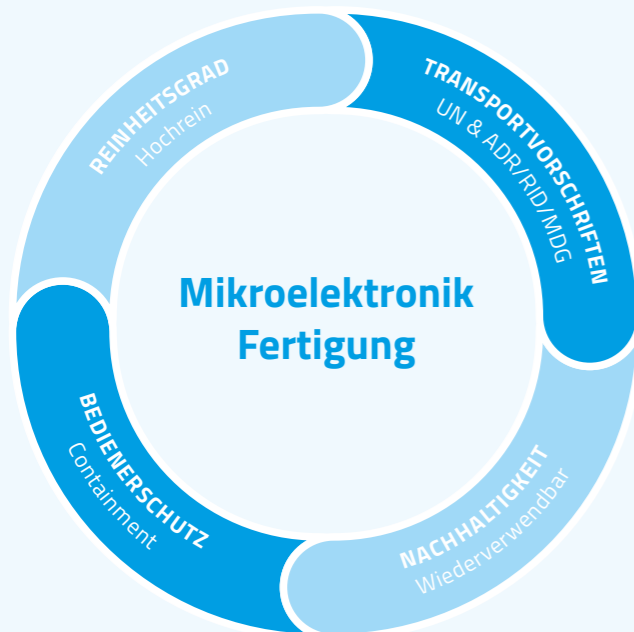 REINHEITSGRAD
Hochrein
TRANSPORTVORSCHRIFTEN
UN & ADR/RID/MDG
Mikroelektronik
Fertigung
BEDIENERSCHUTZ
Containment
NACHHALTIGKEIT
Wiederverwendbar